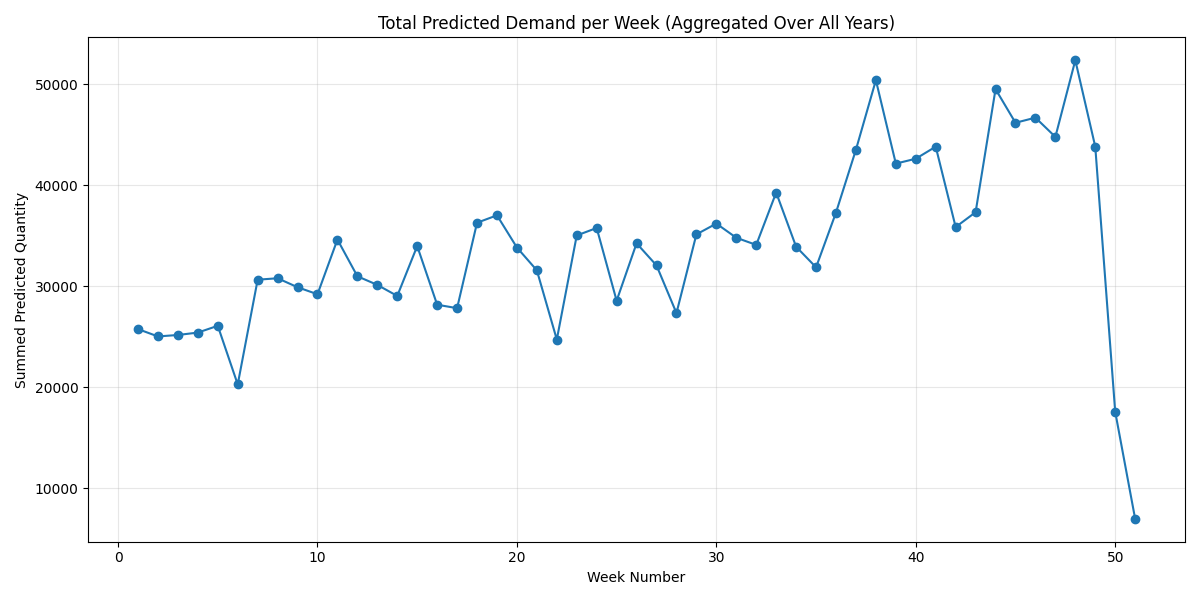 Total Predicted Demand per Week (Aggregated Over All Years)
Summed Predicted Quantity
50000
40000
30000
20000
10000
0 10 20 30 40 50
Week Number